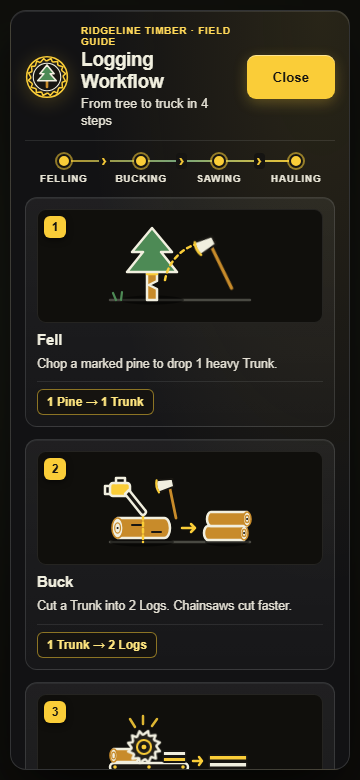 RIDGELINE TIMBER · FIELD
GUIDE
Logging
Workflow
From tree to truck in 4
steps
Close
FELLING
BUCKING
SAWING
HAULING
1
Fell
Chop a marked pine to drop 1 heavy Trunk.
1 Pine → 1 Trunk
2
Buck
Cut a Trunk into 2 Logs. Chainsaws cut faster.
1 Trunk → 2 Logs
3